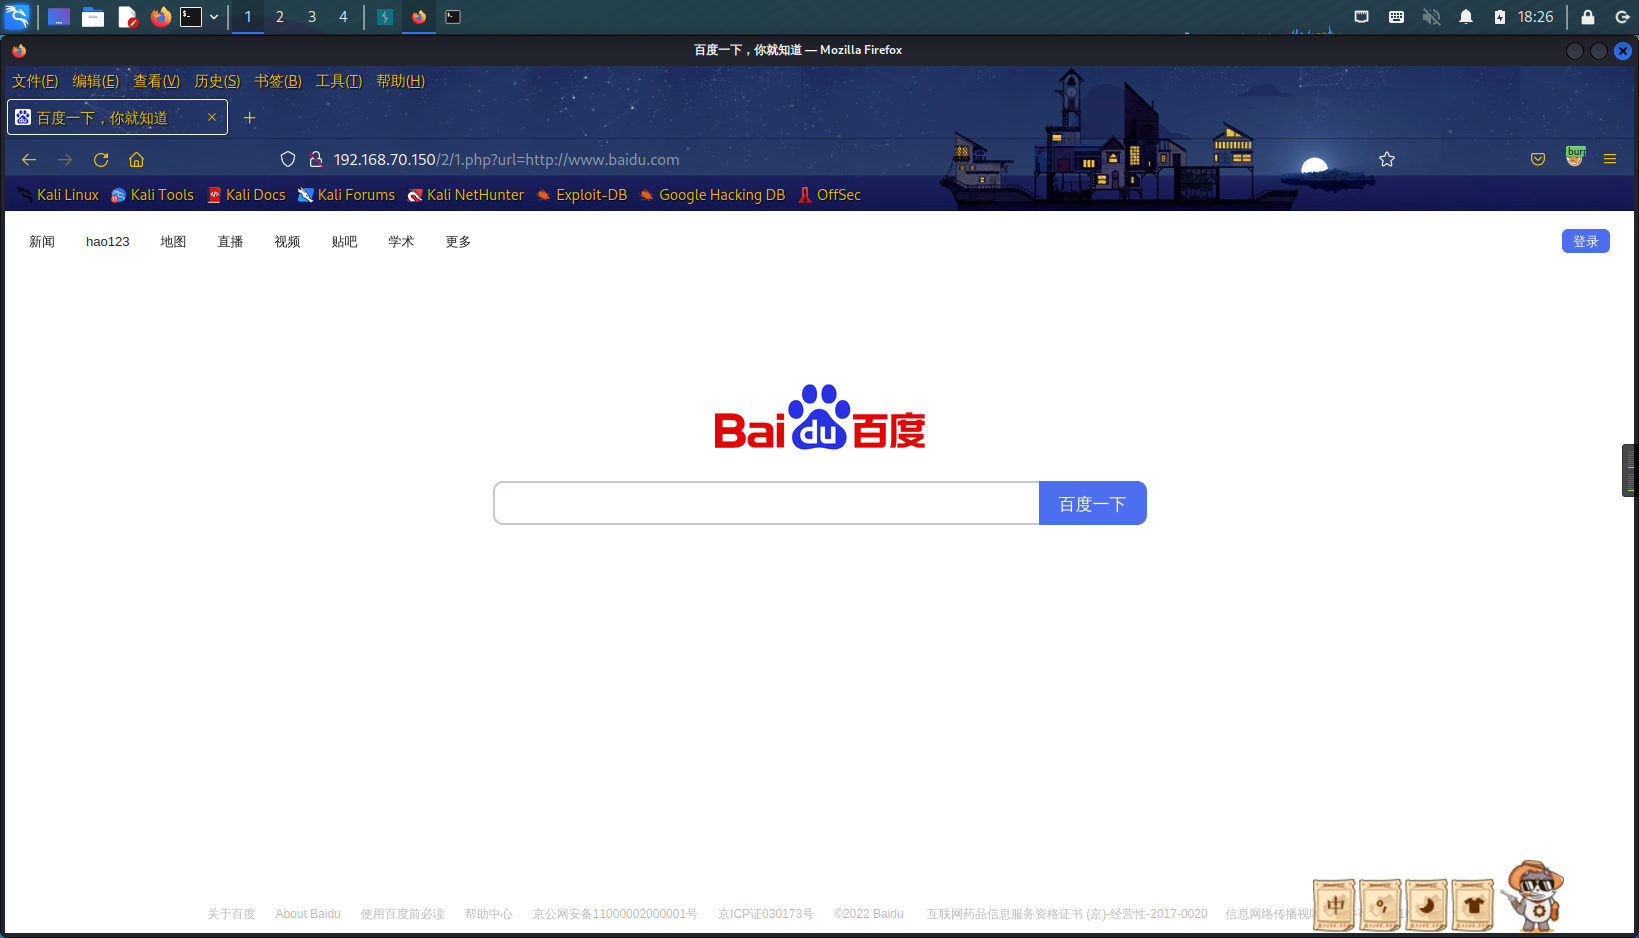 1 2 3 4 18:26
百度一下，你就知道 — Mozilla Firefox
文件(F) 编辑(E) 查看(V) 历史(S) 书签(B) 工具(T) 帮助(H)
百度一下，你就知道
192.168.70.150/2/1.php?url=http://www.baidu.com
Kali Linux Kali Tools Kali Docs Kali Forums Kali NetHunter Exploit-DB Google Hacking DB OffSec
新闻 hao123 地图 直播 视频 贴吧 学术 更多 登录
Baidu百度
百度一下
中
关于百度 About Baidu 使用百度前必读 帮助中心 京公网安备11000002000001号 京ICP证030173号 ©2022 Baidu 互联网药品信息服务资格证书 (京)-经营性-2017-0020 信息网络传播视